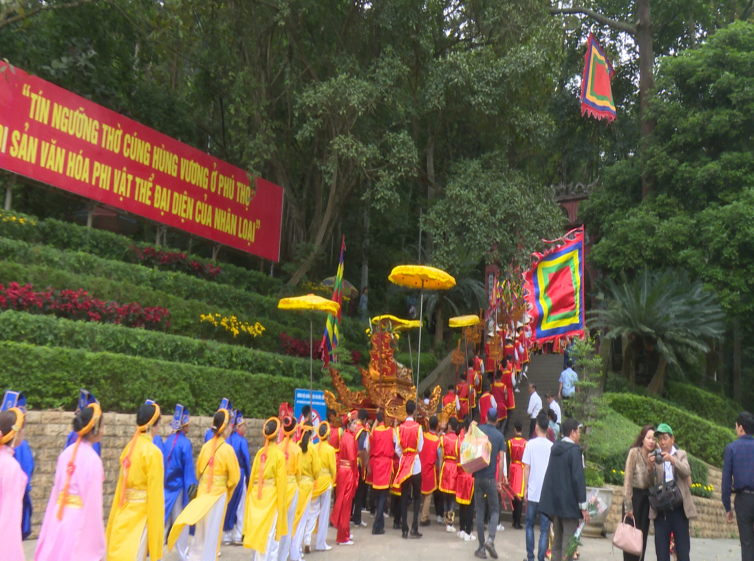 "TÍN NGƯỠNG THỜ CÚNG HÙNG VƯƠNG Ở PHÚ THỌ
DI SẢN VĂN HÓA PHI VẬT THỂ ĐẠI DIỆN CỦA NHÂN LOẠI"